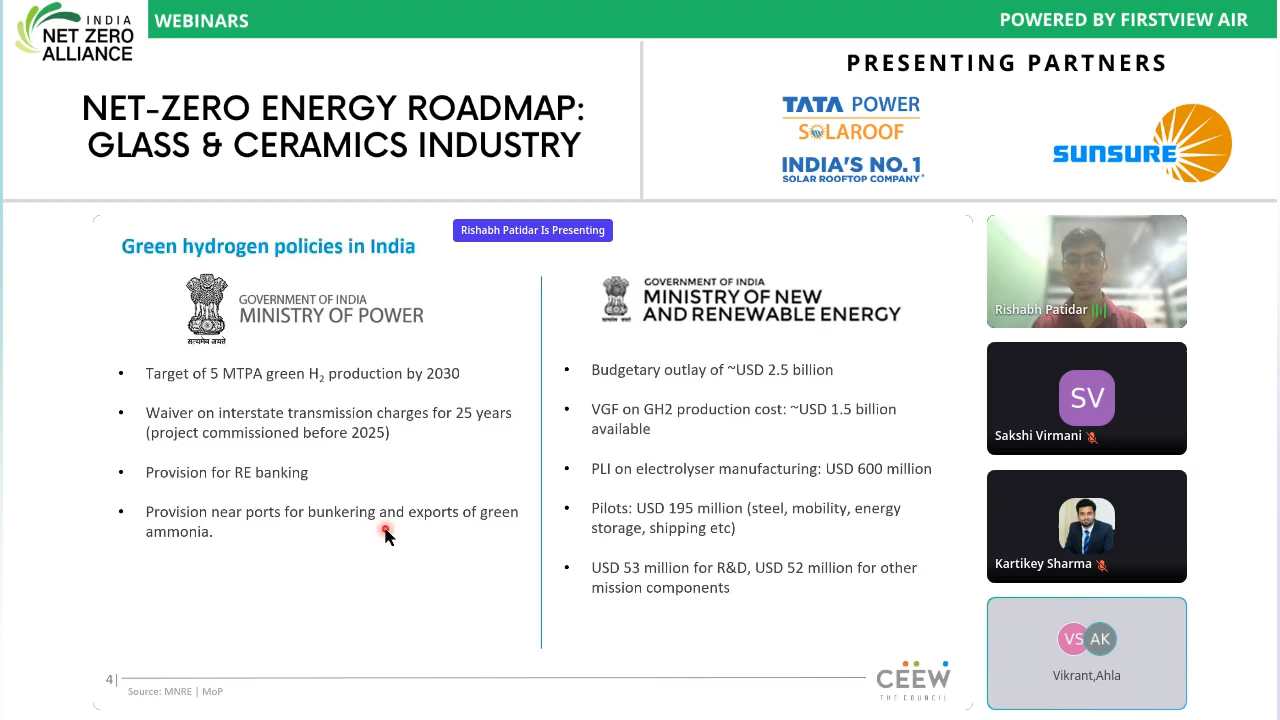 INDIA
NET ZERO
ALLIANCE
WEBINARS
POWERED BY FIRSTVIEW AIR
NET-ZERO ENERGY ROADMAP:
GLASS & CERAMICS INDUSTRY
PRESENTING PARTNERS
TATA POWER
SOLAROOF
INDIA'S NO.1
SOLAR ROOFTOP COMPANY*
SUNSURE
Rishabh Patidar Is Presenting
Green hydrogen policies in India
सत्यमेव जयते
GOVERNMENT OF INDIA
MINISTRY OF POWER
• Target of 5 MTPA green H₂ production by 2030
• Waiver on interstate transmission charges for 25 years
(project commissioned before 2025)
• Provision for RE banking
• Provision near ports for bunkering and exports of green
ammonia.
सत्यमेव जयते
GOVERNMENT OF INDIA
MINISTRY OF NEW
AND RENEWABLE ENERGY
• Budgetary outlay of ~USD 2.5 billion
• VGF on GH2 production cost: ~USD 1.5 billion
available
• PLI on electrolyser manufacturing: USD 600 million
• Pilots: USD 195 million (steel, mobility, energy
storage, shipping etc)
• USD 53 million for R&D, USD 52 million for other
mission components
4|
Source: MNRE | MoP
CEEW
THE COUNCIL
Rishabh Patidar
SV
Sakshi Virmani
Kartikey Sharma
VS
AK
Vikrant,Ahla